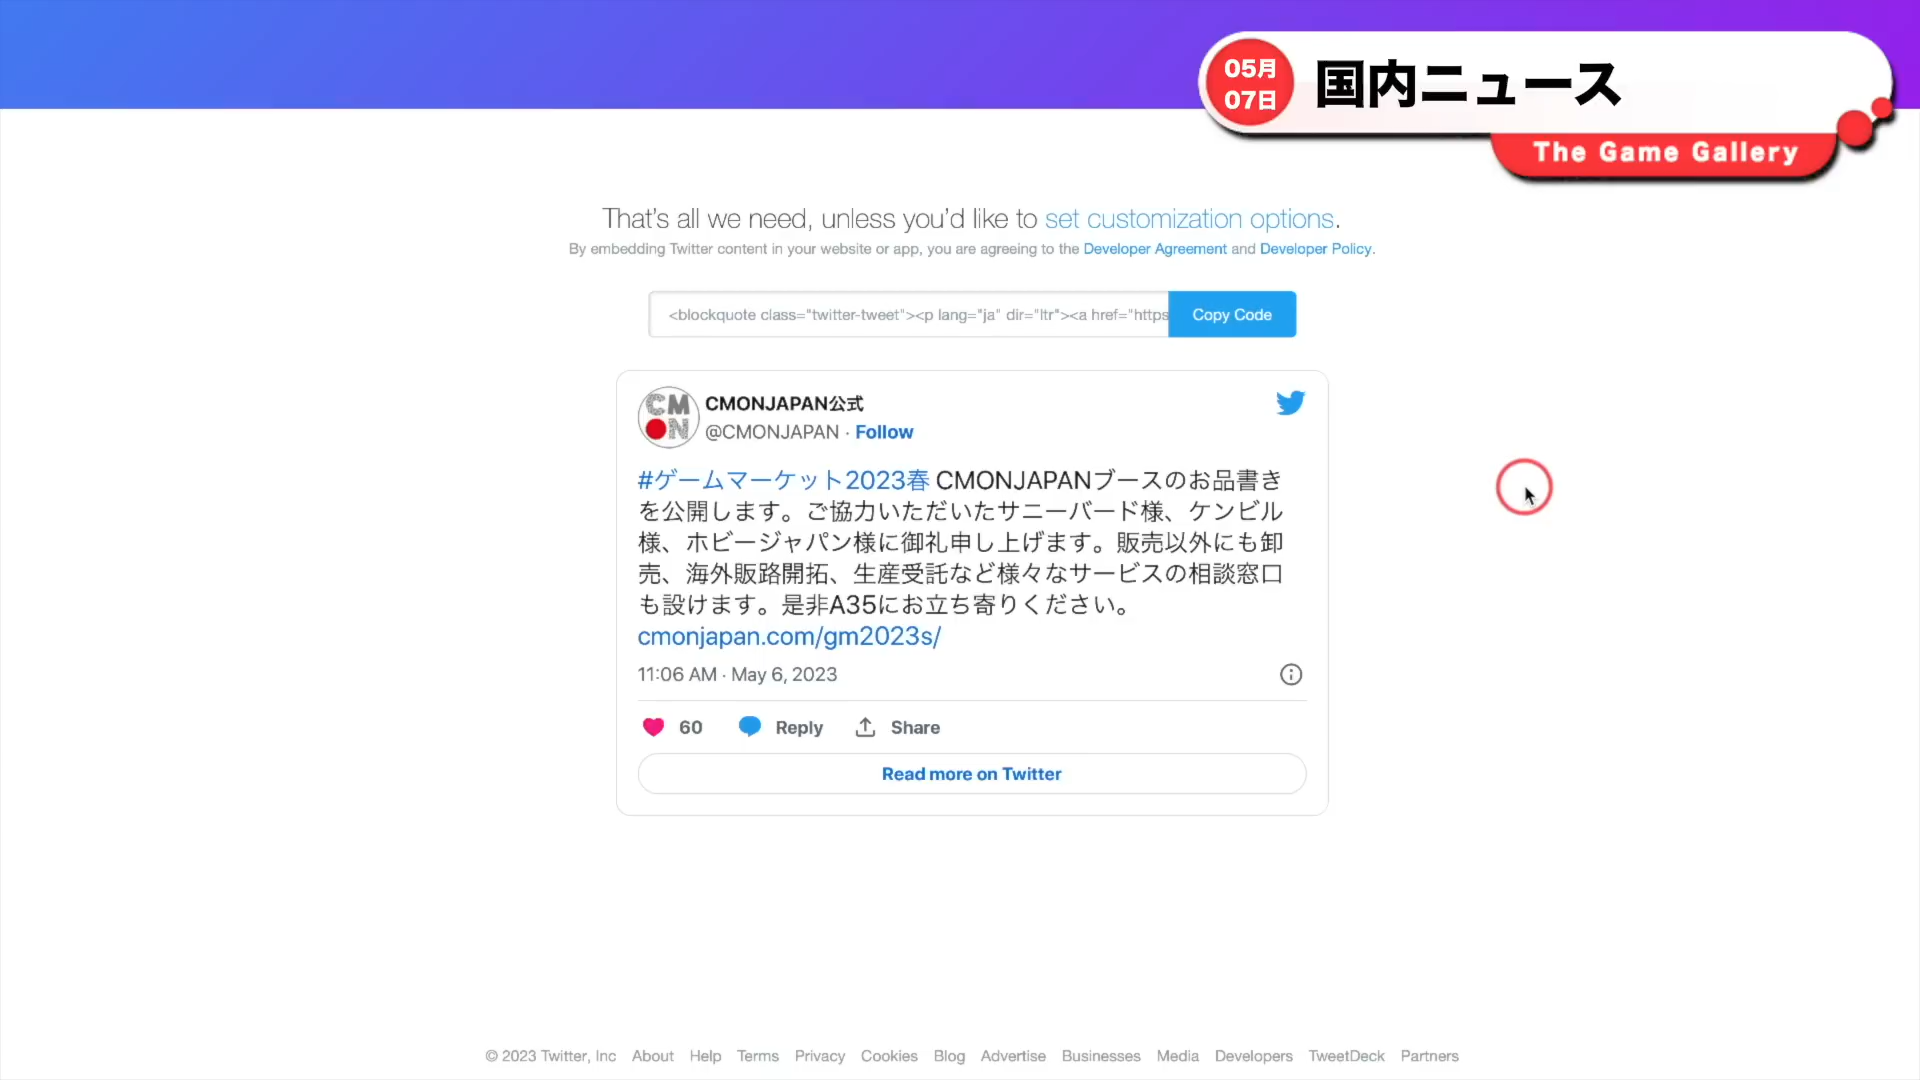 05月
07日
国内ニュース
The Game Gallery
That's all we need, unless you'd like to set customization options.
By embedding Twitter content in your website or app, you are agreeing to the Developer Agreement and Developer Policy.
<blockquote class="twitter-tweet"><p lang="ja" dir="ltr"><a href="https
Copy Code
CMON
CMONJAPAN公式
@CMONJAPAN · Follow
#ゲームマーケット2023春 CMONJAPANブースのお品書き
を公開します。ご協力いただいたサニーバード様、ケンビル
様、ホビージャパン様に御礼申し上げます。販売以外にも卸
売、海外販路開拓、生産受託など様々なサービスの相談窓口
も設けます。是非A35にお立ち寄りください。
cmonjapan.com/gm2023s/
11:06 AM · May 6, 2023
60 Reply Share
Read more on Twitter
© 2023 Twitter, Inc About Help Terms Privacy Cookies Blog Advertise Businesses Media Developers TweetDeck Partners